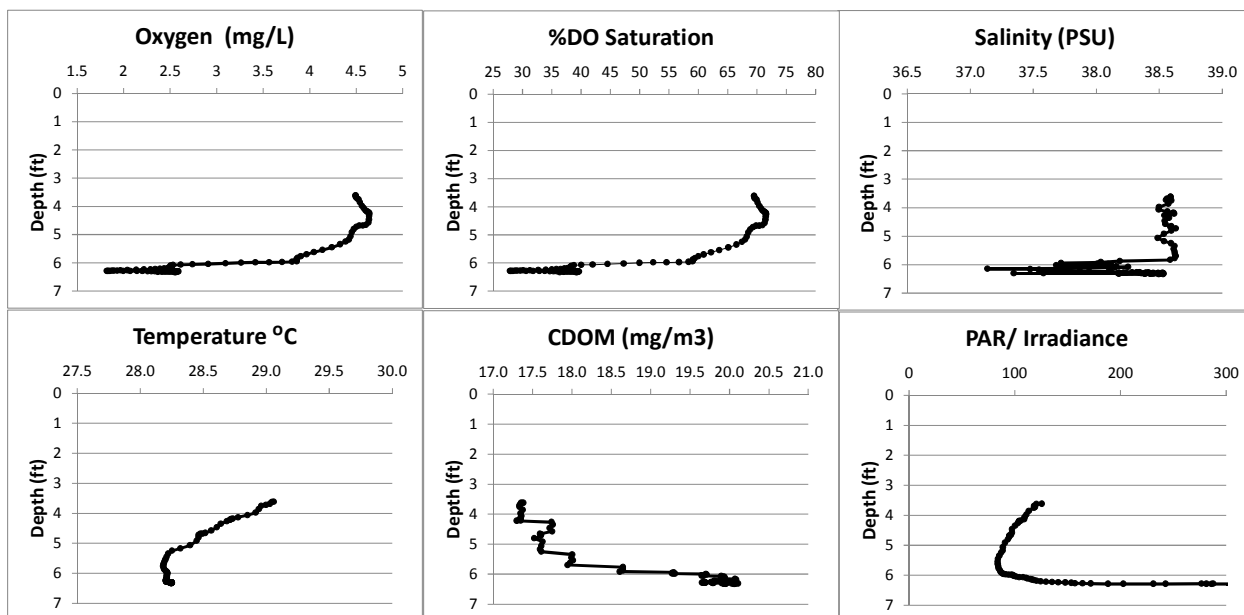 Oxygen (mg/L)
1.5 2 2.5 3 3.5 4 4.5 5
Depth (ft)
0
1
2
3
4
5
6
7
%DO Saturation
25 30 35 40 45 50 55 60 65 70 75 80
Depth (ft)
0
1
2
3
4
5
6
7
Salinity (PSU)
36.5 37.0 37.5 38.0 38.5 39.0
Depth (ft)
0
1
2
3
4
5
6
7
Temperature ⁰C
27.5 28.0 28.5 29.0 29.5 30.0
Depth (ft)
0
1
2
3
4
5
6
7
CDOM (mg/m3)
17.0 17.5 18.0 18.5 19.0 19.5 20.0 20.5 21.0
Depth (ft)
0
1
2
3
4
5
6
7
PAR/ Irradiance
0 100 200 300
Depth (ft)
0
1
2
3
4
5
6
7